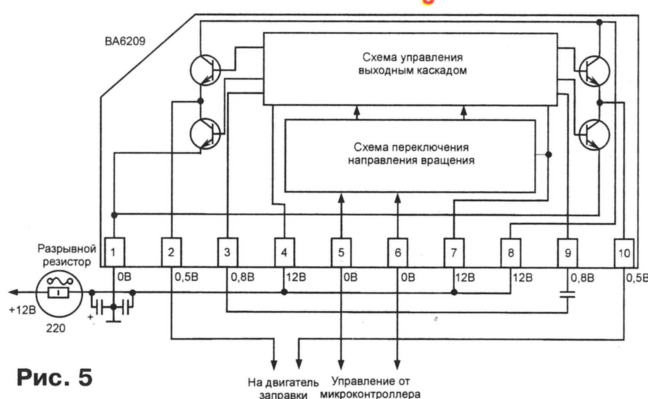 BA6209
Схема управления
выходным каскадом
Схема переключения
направления вращения
Разрывной
резистор
1 2 3 4 5 6 7 8 9 10
0В 0,5В 0,8В 12В 0В 0В 12В 12В 0,8В 0,5В
+12В
+
220
На двигатель
заправки
Управление от
микроконтроллера
Рис. 5